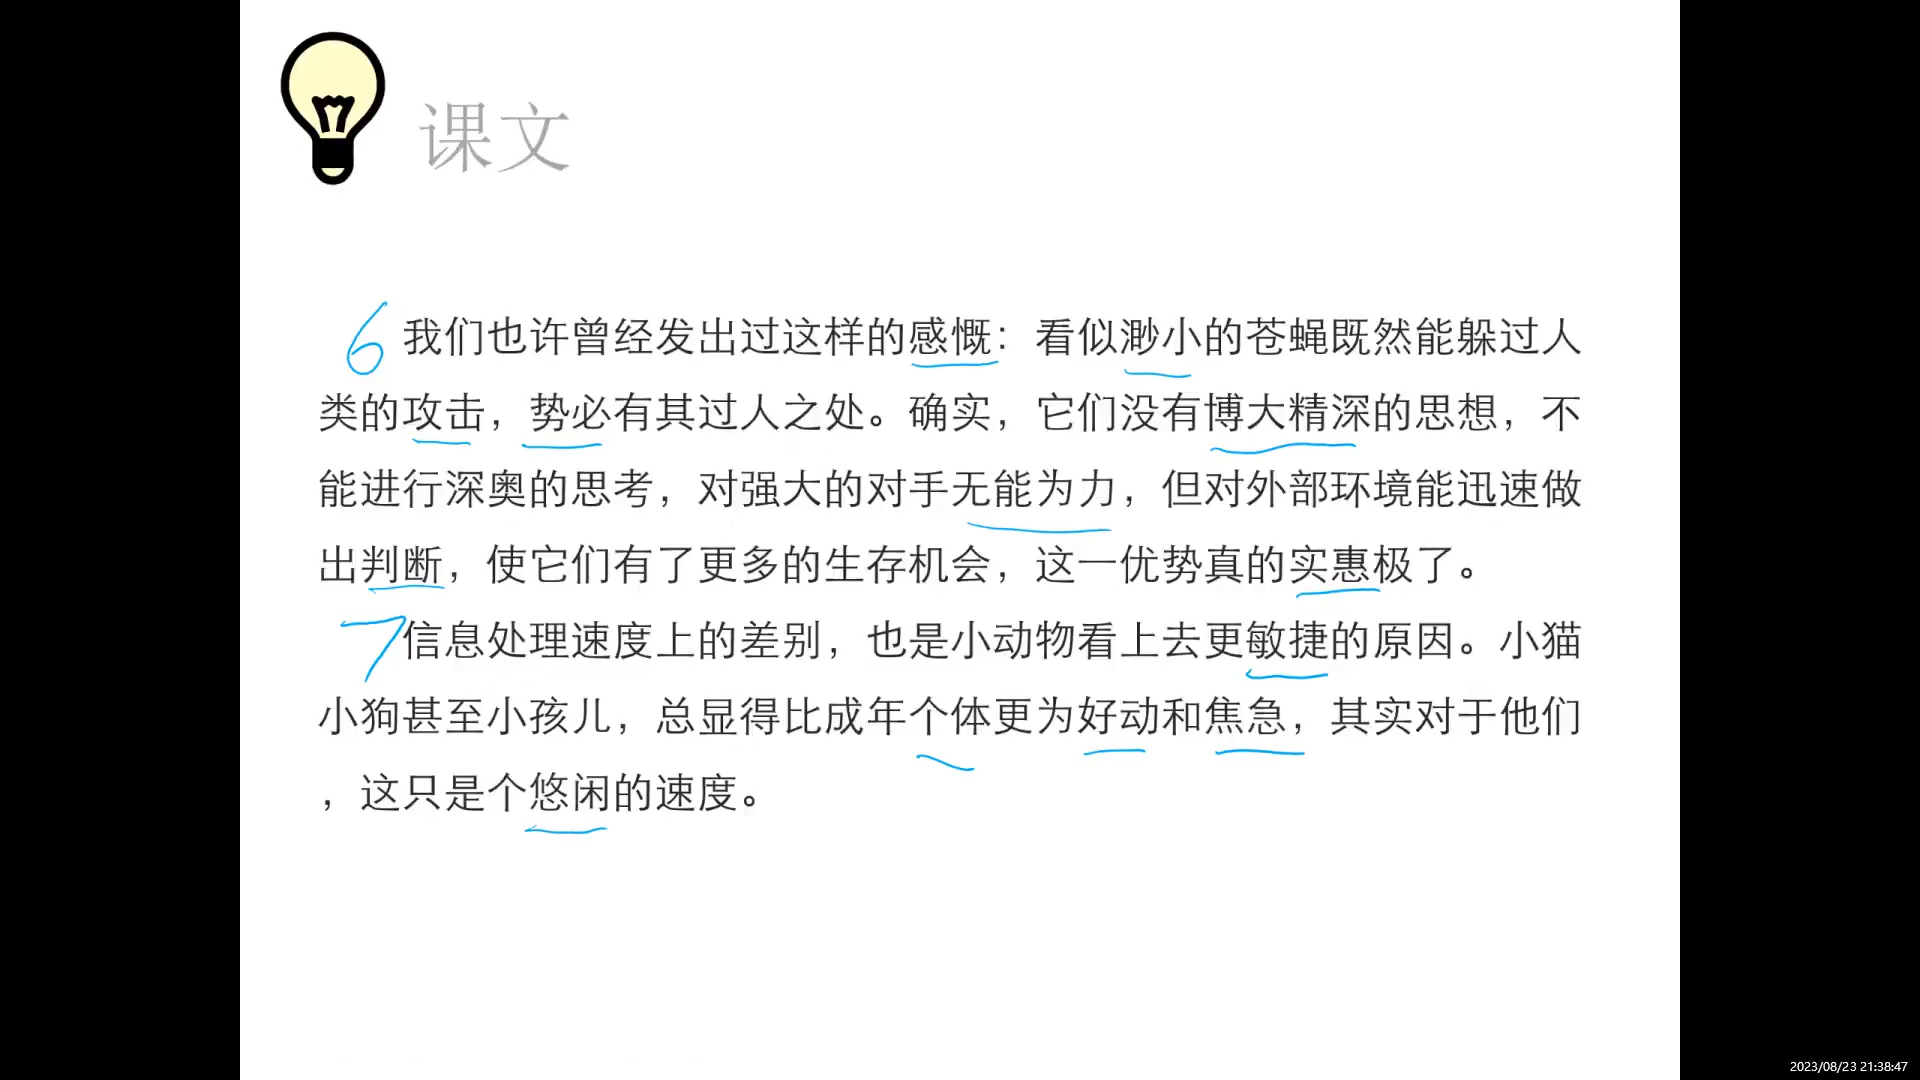 课文
6 我们也许曾经发出过这样的感慨：看似渺小的苍蝇既然能躲过人
类的攻击，势必有其过人之处。确实，它们没有博大精深的思想，不
能进行深奥的思考，对强大的对手无能为力，但对外部环境能迅速做
出判断，使它们有了更多的生存机会，这一优势真的实惠极了。
7 信息处理速度上的差别，也是小动物看上去更敏捷的原因。小猫
小狗甚至小孩儿，总显得比成年个体更为好动和焦急，其实对于他们
，这只是个悠闲的速度。
2023/08/23 21:38:47